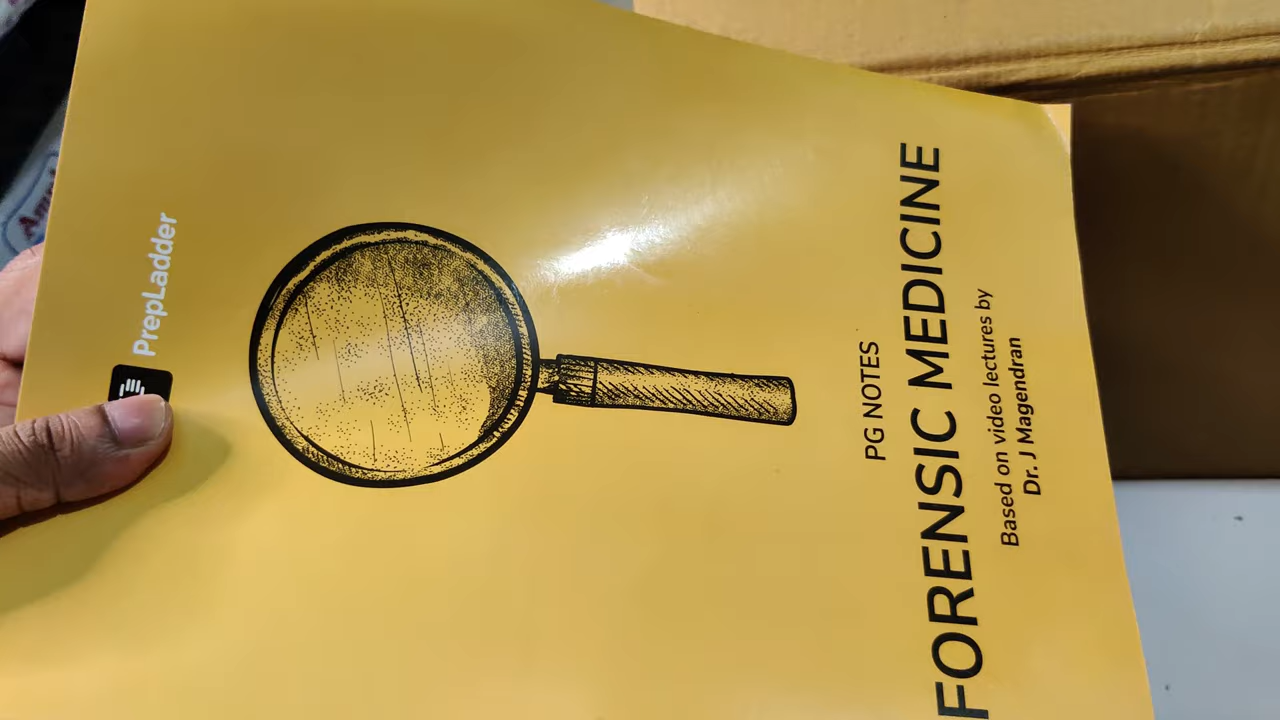 PrepLadder
PG NOTES
FORENSIC MEDICINE
Based on video lectures by
Dr. J Magendran